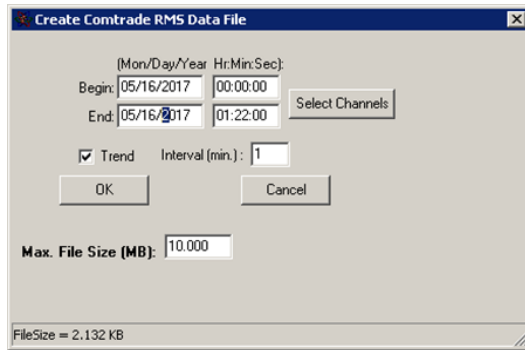 Create Comtrade RMS Data File
(Mon/Day/Year Hr:Min:Sec):
Begin: 05/16/2017 00:00:00
Select Channels
End: 05/16/2017 01:22:00
Trend Interval (min.) : 1
OK Cancel
Max. File Size (MB): 10.000
FileSize = 2.132 KB